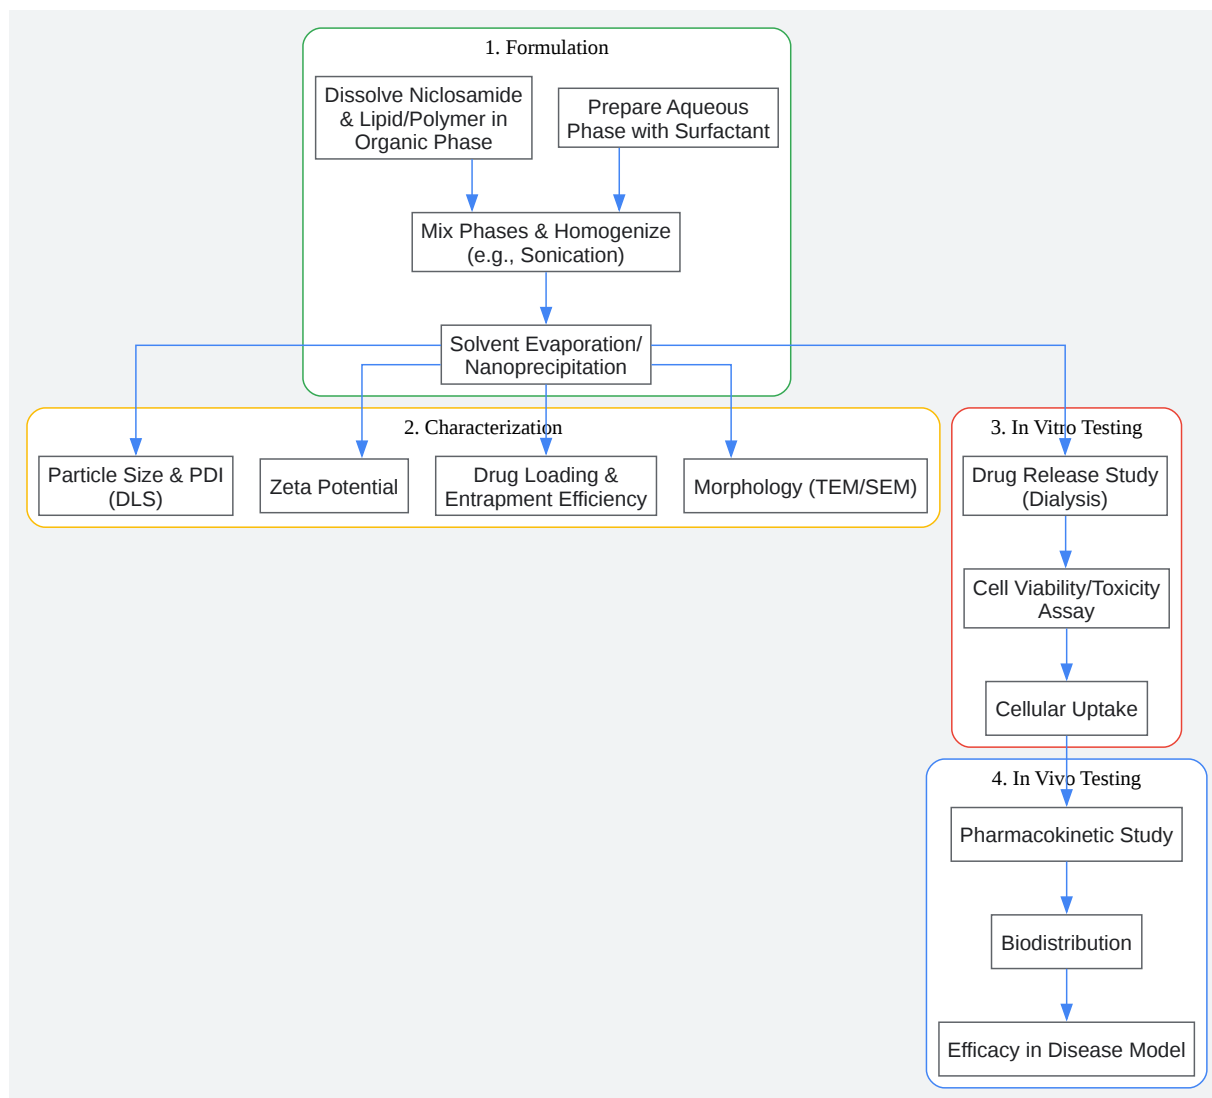 1. Formulation
Dissolve Niclosamide
& Lipid/Polymer in
Organic Phase
Prepare Aqueous
Phase with Surfactant
Mix Phases & Homogenize
(e.g., Sonication)
Solvent Evaporation/
Nanoprecipitation
2. Characterization
Particle Size & PDI
(DLS)
Zeta Potential
Drug Loading &
Entrapment Efficiency
Morphology (TEM/SEM)
3. In Vitro Testing
Drug Release Study
(Dialysis)
Cell Viability/Toxicity
Assay
Cellular Uptake
4. In Vivo Testing
Pharmacokinetic Study
Biodistribution
Efficacy in Disease Model